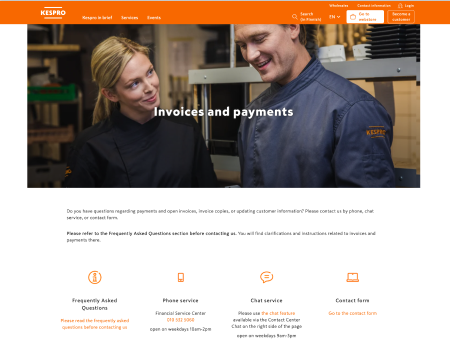 Wholesales Contact information Login
KESPRO
Kespro in brief Services Events
Search
(in Finnish)
EN
Go to
webstore
Become a
customer
Invoices and payments
KESPRO
Do you have questions regarding payments and open invoices, invoice copies, or updating customer information? Please contact us by phone, chat
service, or contact form.
Please refer to the Frequently Asked Questions section before contacting us. You will find clarifications and instructions related to invoices and
payments there.
Frequently Asked
Questions
Please read the frequently asked
questions before contacting us
Phone service
Financial Service Center
open on weekdays 10am-2pm
Chat service
Please use the chat feature
available via the Contact Center
Chat on the right side of the page
open on weekdays 9am-3pm
Contact form
Go to the contact form